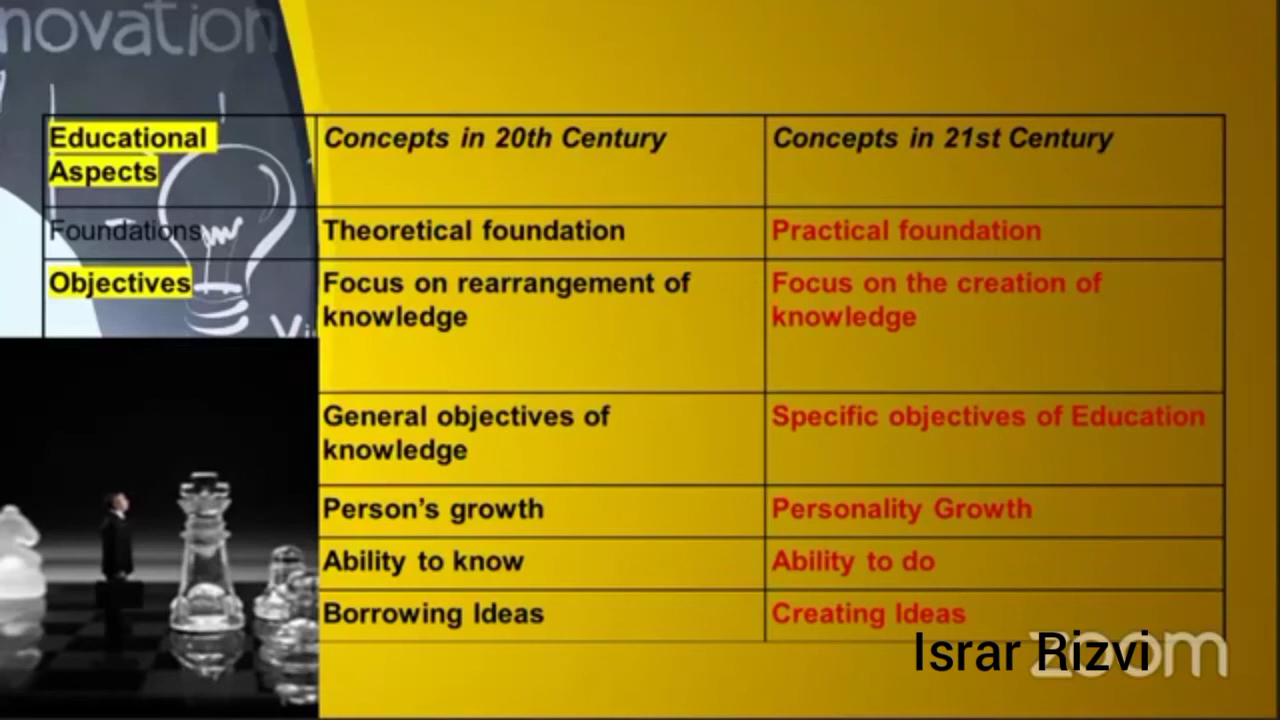 novation
Educational Aspects
Concepts in 20th Century
Concepts in 21st Century
Foundations
Theoretical foundation
Practical foundation
Objectives
Focus on rearrangement of
knowledge
Focus on the creation of
knowledge
General objectives of
knowledge
Specific objectives of Education
Person’s growth
Personality Growth
Ability to know
Ability to do
Borrowing Ideas
Creating Ideas
Israr Rizvi
zoom